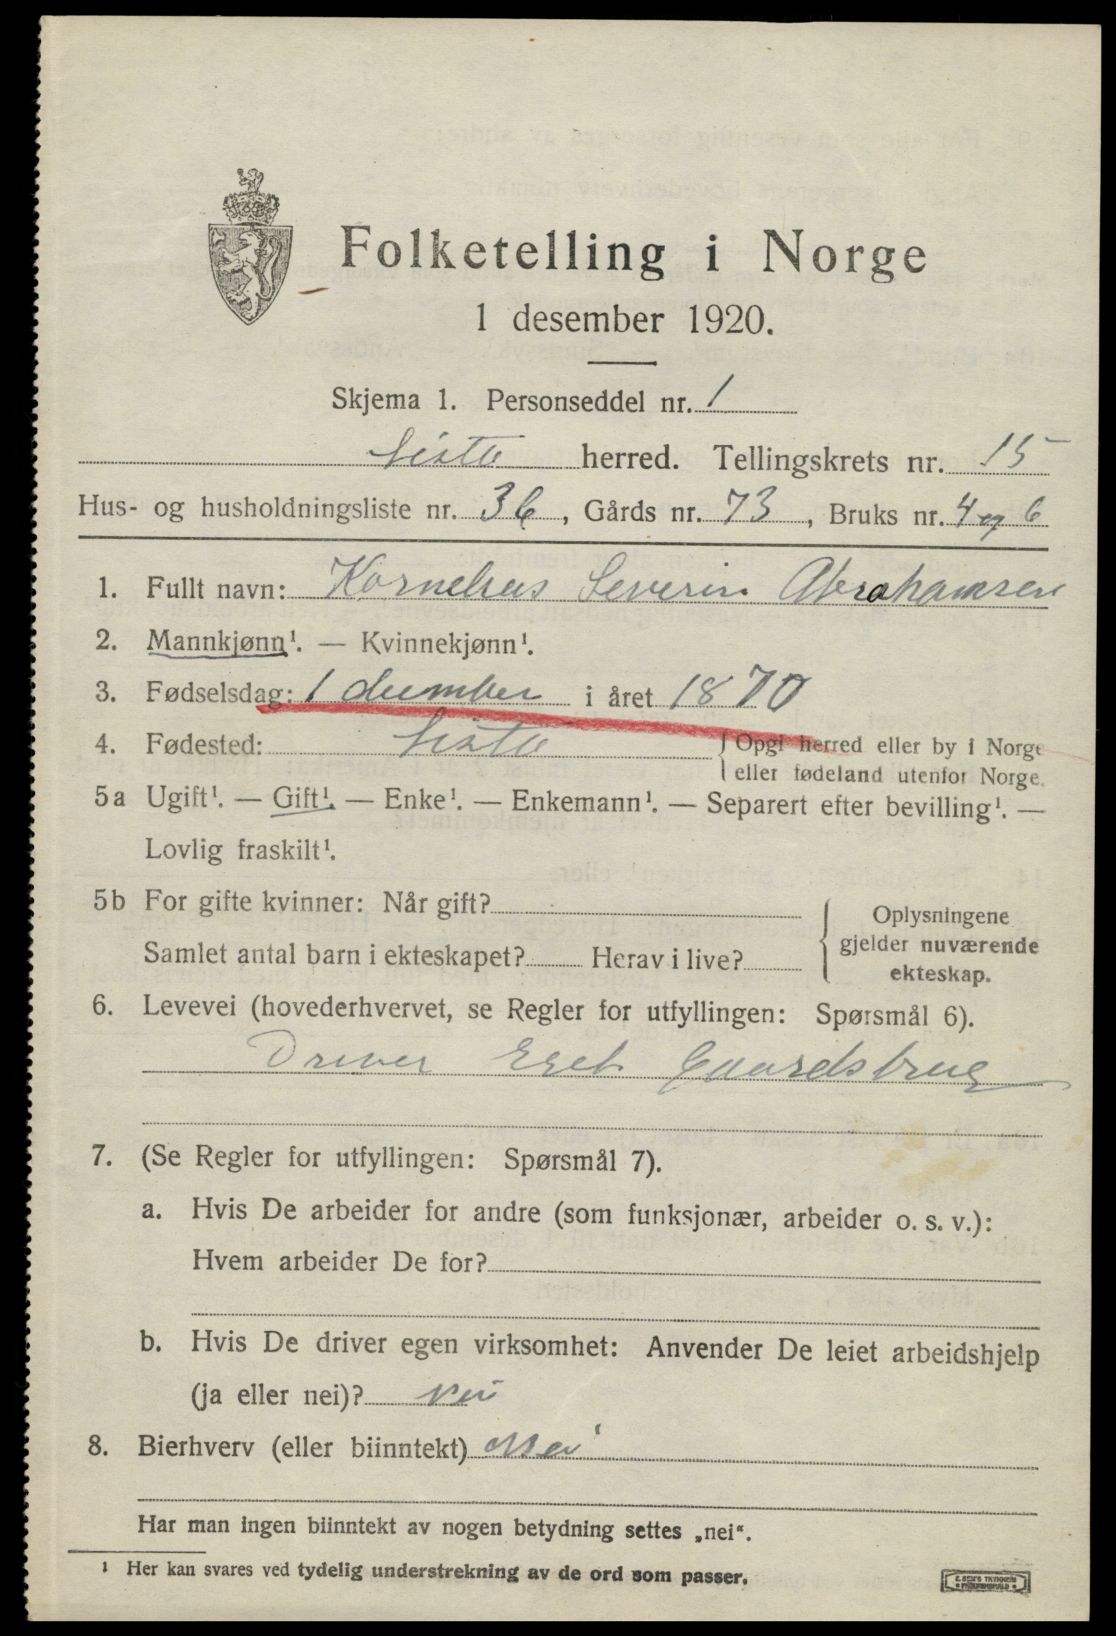 Folketelling i Norge
1 desember 1920.
Skjema 1. Personseddel nr. 1
Lista herred. Tellingskrets nr. 15
Hus- og husholdningsliste nr. 36, Gårds nr. 73, Bruks nr. 4 og 6
1. Fullt navn: Kornelius Severin Abrahamsen
2. Mannkjønn¹. — Kvinnekjønn¹.
3. Fødselsdag: 1 desember i året 1870
4. Fødested: Lista {Opgi herred eller by i Norge
eller fødeland utenfor Norge.
5a Ugift¹. — Gift¹. — Enke¹. — Enkemann¹. — Separert efter bevilling¹. —
Lovlig fraskilt¹.
5b For gifte kvinner: Når gift?
Samlet antal barn i ekteskapet? Herav i live?
Oplysningene
gjelder nuværende
ekteskap.
6. Levevei (hovederhvervet, se Regler for utfyllingen: Spørsmål 6).
Driver Eget Gaardsbrug
7. (Se Regler for utfyllingen: Spørsmål 7).
a. Hvis De arbeider for andre (som funksjonær, arbeider o. s. v.):
Hvem arbeider De for?
b. Hvis De driver egen virksomhet: Anvender De leiet arbeidshjelp
(ja eller nei)? nei
8. Bierhverv (eller biinntekt) Nei
Har man ingen biinntekt av nogen betydning settes „nei“.
¹ Her kan svares ved tydelig understrekning av de ord som passer.